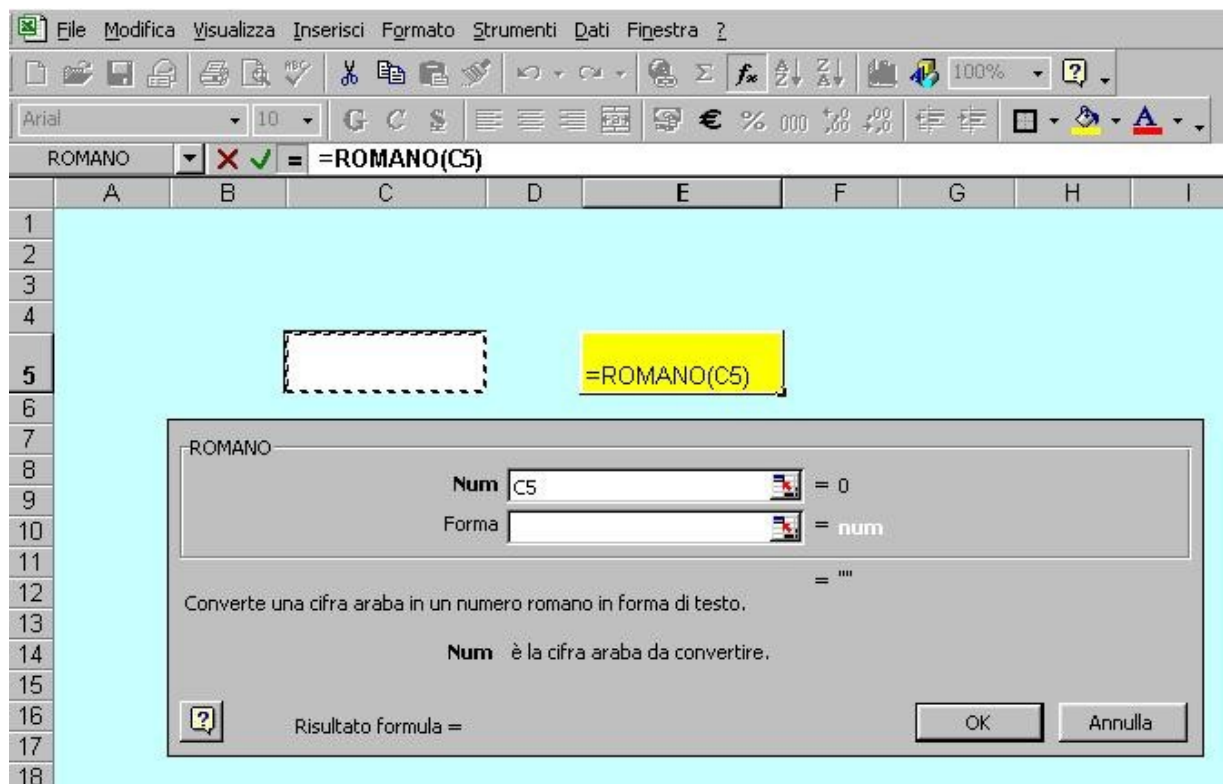 File Modifica Visualizza Inserisci Formato Strumenti Dati Finestra ?
ABC Σ fx A Z Z A 100% ?
Arial 10 G C S € % 000 A
ROMANO = =ROMANO(C5)
A B C D E F G H I
1
2
3
4
5 =ROMANO(C5)
6
7
ROMANO
8
Num C5 = 0
9
Forma = num
10
11
= ""
12
Converte una cifra araba in un numero romano in forma di testo.
13
14 Num è la cifra araba da convertire.
15
16 ? Risultato formula = OK Annulla
17
18